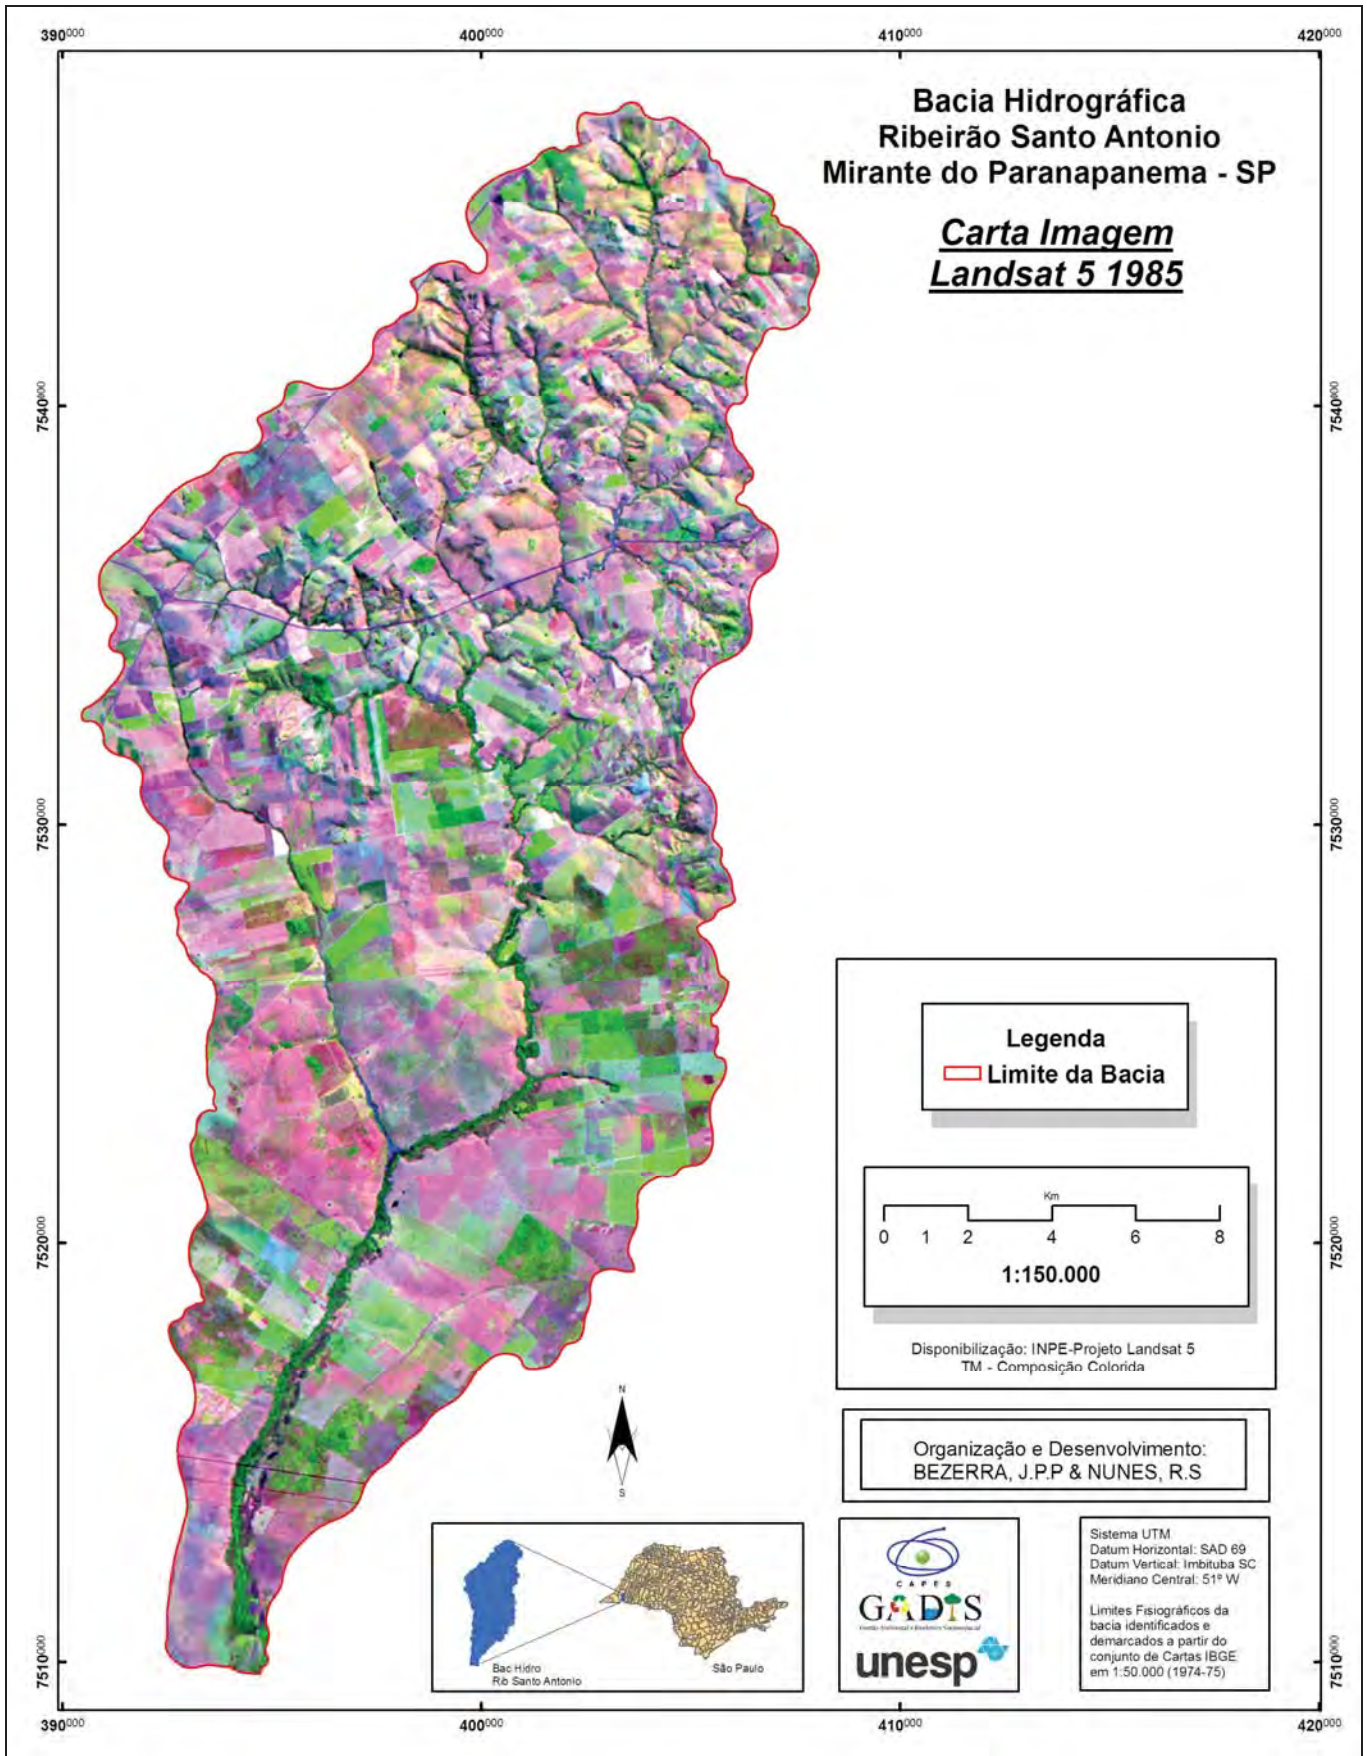 390000
400000
410000
420000
Bacia Hidrográfica
Ribeirão Santo Antonio
Mirante do Paranapanema - SP
Carta Imagem
Landsat 5 1985
7540000
7540000
7530000
7530000
Legenda
Limite da Bacia
Km
0 1 2 4 6 8
1:150.000
7520000
7520000
Disponibilização: INPE-Projeto Landsat 5
TM - Composição Colorida
N
S
Organização e Desenvolvimento:
BEZERRA, J.P.P & NUNES, R.S
Bac Hidro
Rib Santo Antonio
São Paulo
CAPES
GADIS
unesp
Sistema UTM
Datum Horizontal: SAD 69
Datum Vertical: Imbituba SC
Meridiano Central: 51º W
Limites Fisiográficos da
bacia identificados e
demarcados a partir do
conjunto de Cartas IBGE
em 1:50.000 (1974-75)
7510000
7510000
390000
400000
410000
420000